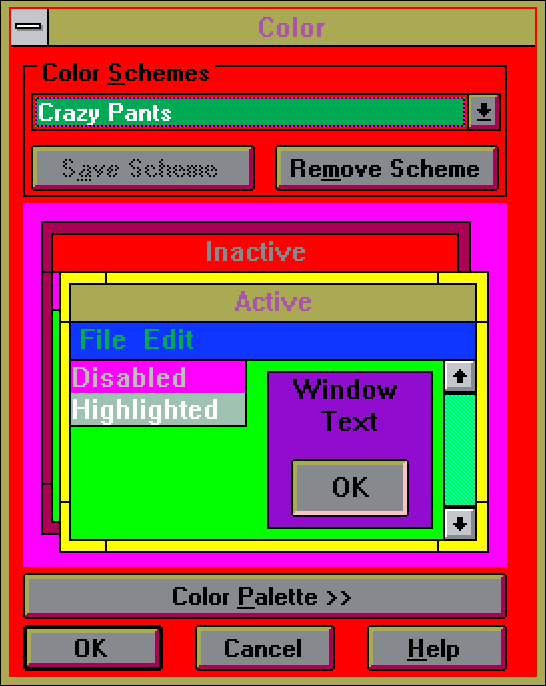 Color
Color Schemes
Crazy Pants
Save Scheme Remove Scheme
Inactive
Active
File Edit
Disabled
Highlighted
Window
Text
OK
Color Palette >>
OK Cancel Help